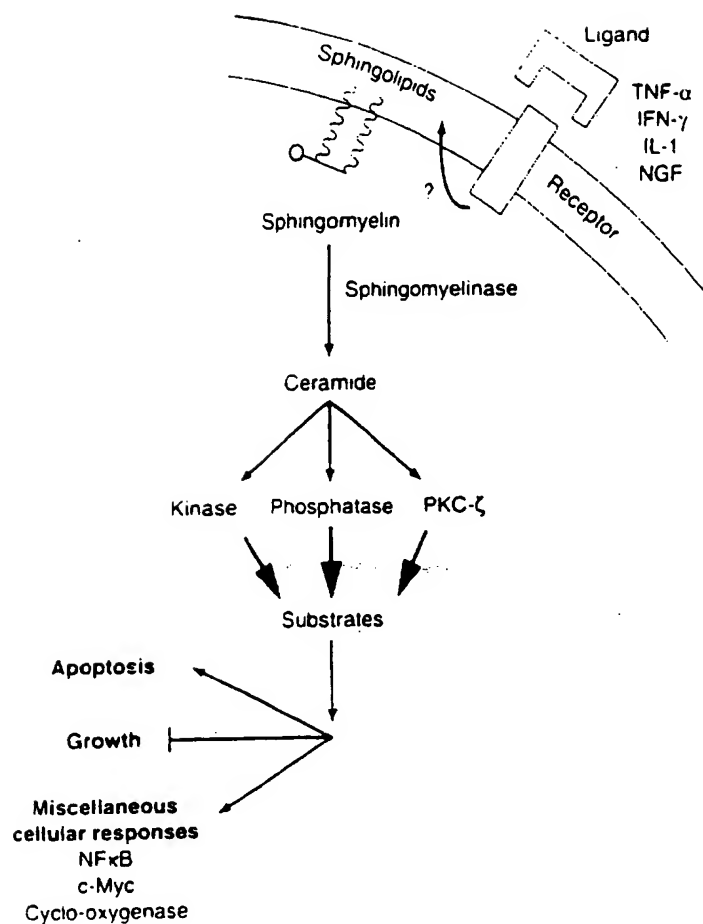 Ligand
Sphingolipids
TNF-α
IFN-γ
IL-1
NGF
?
Receptor
Sphingomyelin
Sphingomyelinase
Ceramide
Kinase
Phosphatase
PKC-ζ
Substrates
Apoptosis
Growth
Miscellaneous
cellular responses
NFκB
c-Myc
Cyclo-oxygenase